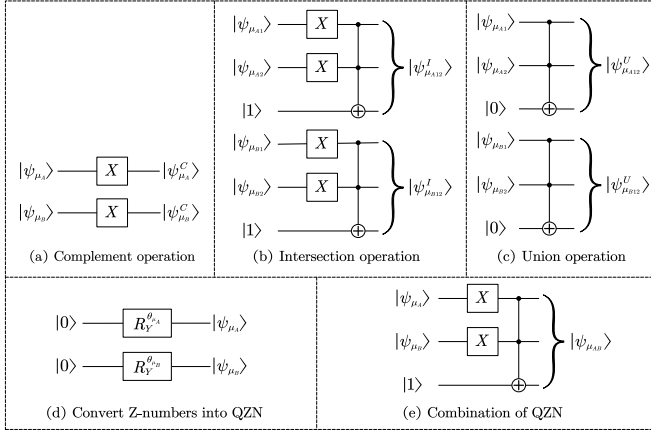 |ψ_{μ_{A1}}⟩ X
|ψ_{μ_{A2}}⟩ X |ψ^I_{μ_{A12}}⟩
|1⟩
|ψ_{μ_{B1}}⟩ X
|ψ_{μ_{B2}}⟩ X |ψ^I_{μ_{B12}}⟩
|1⟩
|ψ_{μ_{A1}}⟩
|ψ_{μ_{A2}}⟩ |ψ^U_{μ_{A12}}⟩
|0⟩
|ψ_{μ_{B1}}⟩
|ψ_{μ_{B2}}⟩ |ψ^U_{μ_{B12}}⟩
|0⟩
|ψ_{μ_A}⟩ X |ψ^C_{μ_A}⟩
|ψ_{μ_B}⟩ X |ψ^C_{μ_B}⟩
(a) Complement operation
(b) Intersection operation
(c) Union operation
|0⟩ R_Y^{θ_{μ_A}} |ψ_{μ_A}⟩
|0⟩ R_Y^{θ_{μ_B}} |ψ_{μ_B}⟩
(d) Convert Z-numbers into QZN
|ψ_{μ_A}⟩ X
|ψ_{μ_B}⟩ X |ψ_{μ_{AB}}⟩
|1⟩
(e) Combination of QZN